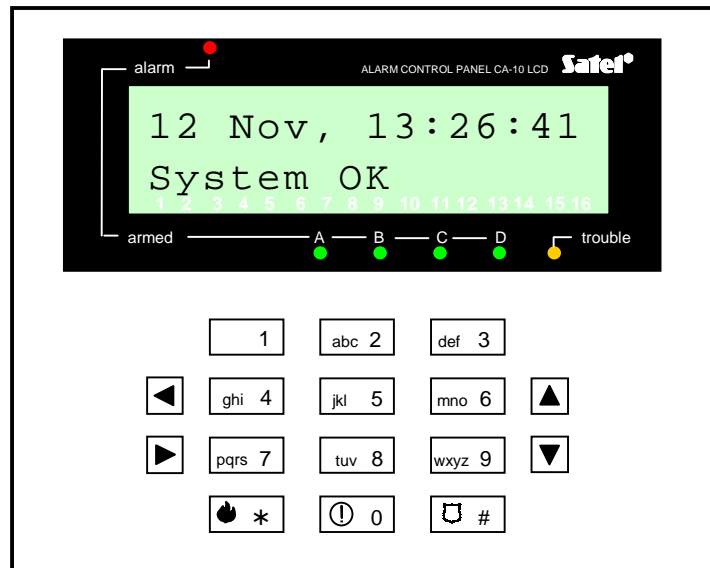 alarm
ALARM CONTROL PANEL CA-10 LCD Satel®
12 Nov, 13:26:41
System OK
1 2 3 4 5 6 7 8 9 10 11 12 13 14 15 16
armed A B C D trouble
1 abc 2 def 3
ghi 4 jkl 5 mno 6
pqrs 7 tuv 8 wxyz 9
* 0 #